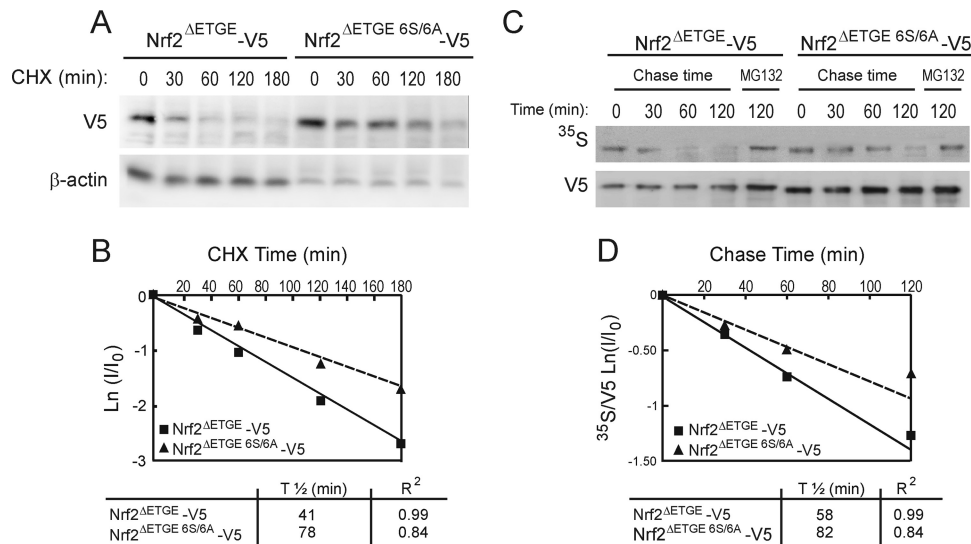 A
Nrf2ΔETGE-V5 Nrf2ΔETGE 6S/6A-V5
CHX (min): 0 30 60 120 180 0 30 60 120 180
V5
β-actin
B
CHX Time (min)
20 40 60 80 100 120 140 160 180
0
-1
-2
-3
Ln (I/I0)
Nrf2ΔETGE-V5
Nrf2ΔETGE 6S/6A-V5
T ½ (min) R2
Nrf2ΔETGE-V5 41 0.99
Nrf2ΔETGE 6S/6A-V5 78 0.84
C
Nrf2ΔETGE-V5 Nrf2ΔETGE 6S/6A-V5
Chase time MG132 Chase time MG132
Time (min): 0 30 60 120 120 0 30 60 120 120
35S
V5
D
Chase Time (min)
20 40 60 80 100 120
0
-0.50
-1
-1.50
35S/V5 Ln(I/I0)
Nrf2ΔETGE-V5
Nrf2ΔETGE 6S/6A-V5
T ½ (min) R2
Nrf2ΔETGE-V5 58 0.99
Nrf2ΔETGE 6S/6A-V5 82 0.84